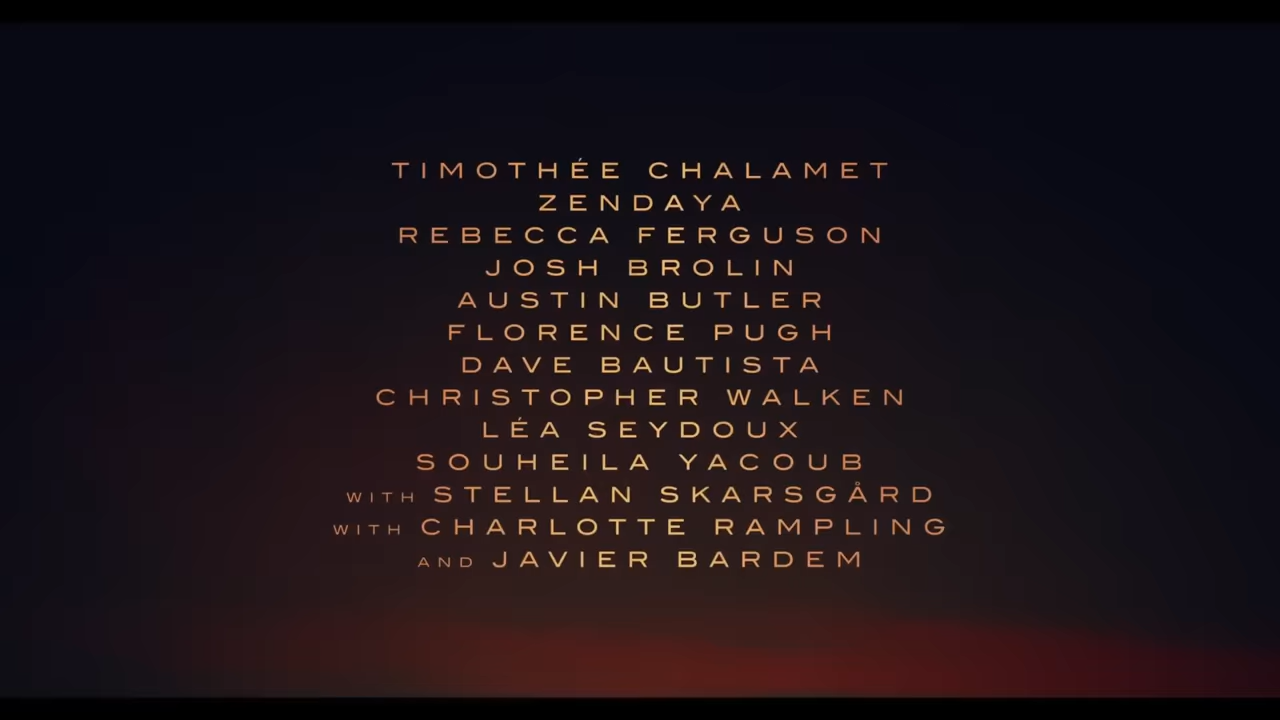 TIMOTHÉE CHALAMET
ZENDAYA
REBECCA FERGUSON
JOSH BROLIN
AUSTIN BUTLER
FLORENCE PUGH
DAVE BAUTISTA
CHRISTOPHER WALKEN
LÉA SEYDOUX
SOUHEILA YACOUB
WITH STELLAN SKARSGÅRD
WITH CHARLOTTE RAMPLING
AND JAVIER BARDEM